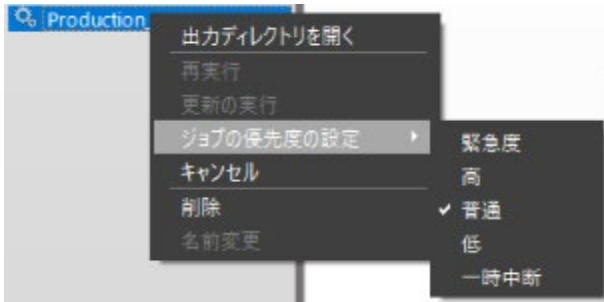 Production_
出力ディレクトリを開く
再実行
更新の実行
ジョブの優先度の設定
キャンセル
削除
名前変更
緊急度
高
普通
低
一時中断